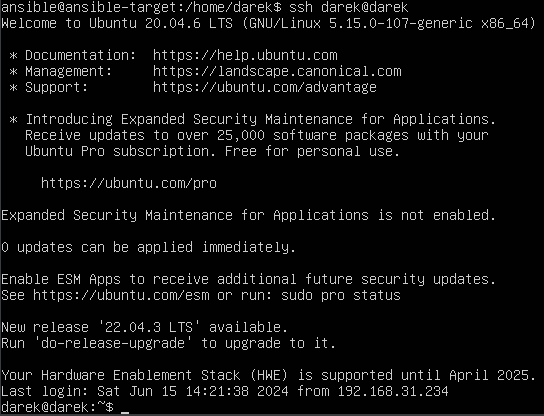 ansible@ansible-target:/home/darek$ ssh darek@darek
Welcome to Ubuntu 20.04.6 LTS (GNU/Linux 5.15.0-107-generic x86_64)

 * Documentation:  https://help.ubuntu.com
 * Management:     https://landscape.canonical.com
 * Support:        https://ubuntu.com/advantage

 * Introducing Expanded Security Maintenance for Applications.
   Receive updates to over 25,000 software packages with your
   Ubuntu Pro subscription. Free for personal use.

     https://ubuntu.com/pro

Expanded Security Maintenance for Applications is not enabled.

0 updates can be applied immediately.

Enable ESM Apps to receive additional future security updates.
See https://ubuntu.com/esm or run: sudo pro status

New release '22.04.3 LTS' available.
Run 'do-release-upgrade' to upgrade to it.

Your Hardware Enablement Stack (HWE) is supported until April 2025.
Last login: Sat Jun 15 14:21:38 2024 from 192.168.31.234
darek@darek:~$ _